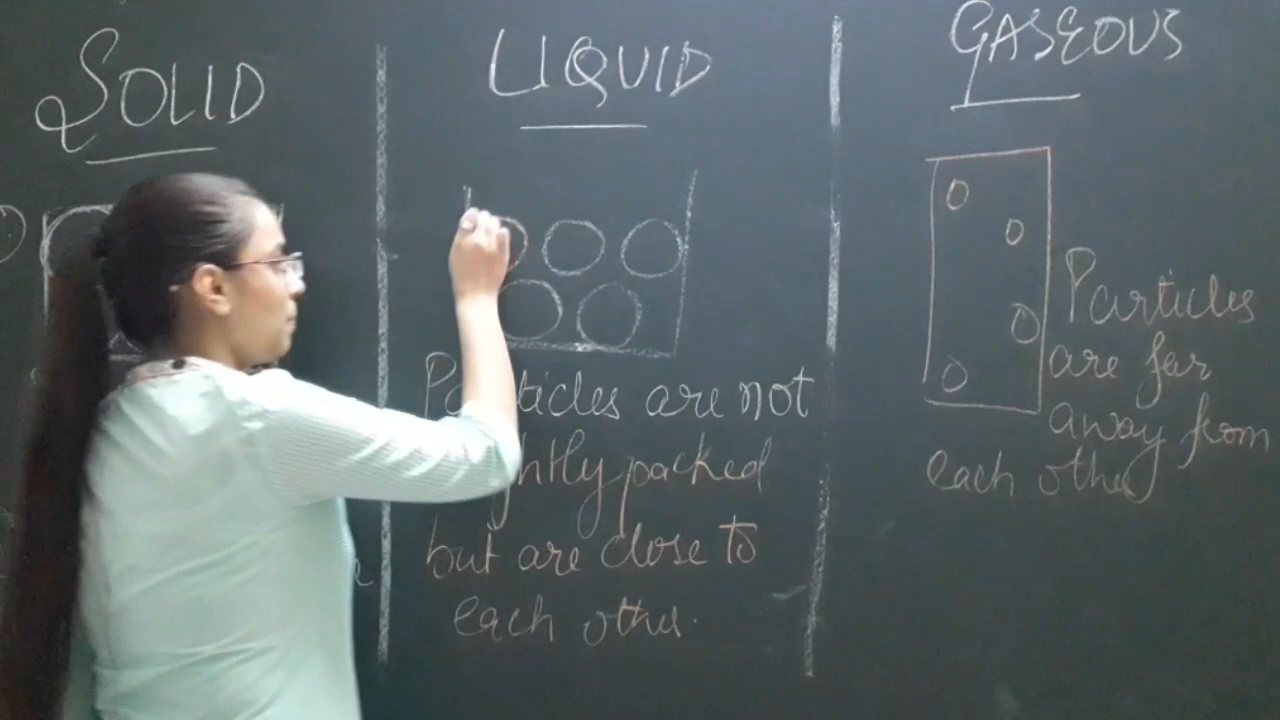 SOLID
LIQUID
GASEOUS
Particles are not
tightly packed
but are close to
each other.
Particles
are far
away from
each other